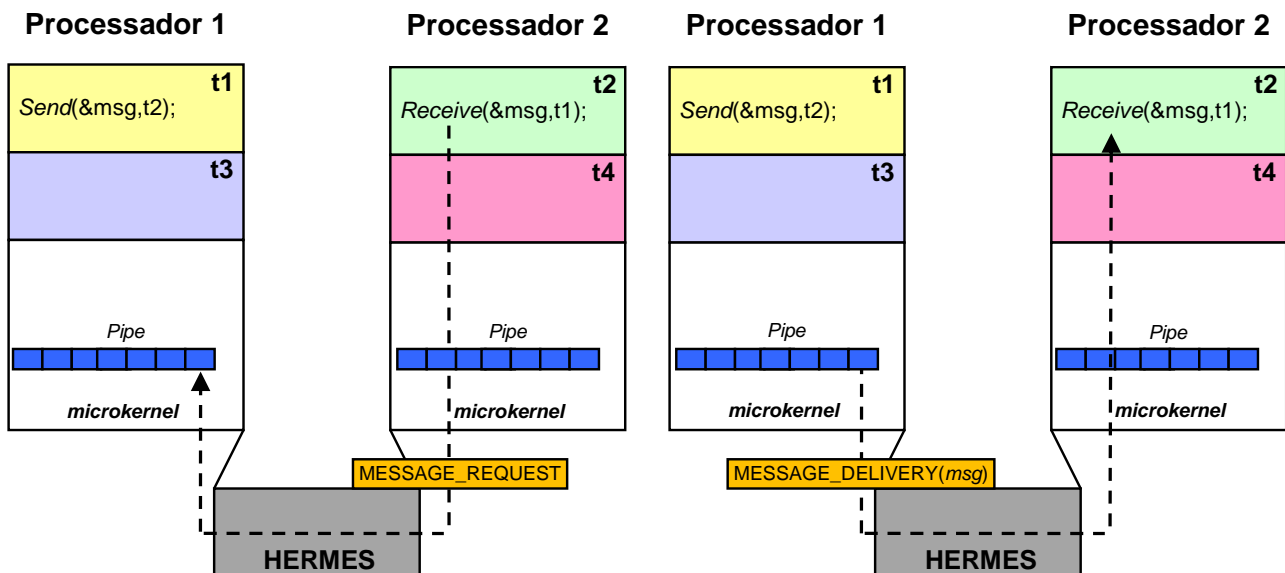 Processador 1
Processador 2
Processador 1
Processador 2
t1
Send(&msg,t2);
t3
Pipe
microkernel
t2
Receive(&msg,t1);
t4
Pipe
microkernel
MESSAGE_REQUEST
HERMES
t1
Send(&msg,t2);
t3
Pipe
microkernel
t2
Receive(&msg,t1);
t4
Pipe
microkernel
MESSAGE_DELIVERY(msg)
HERMES